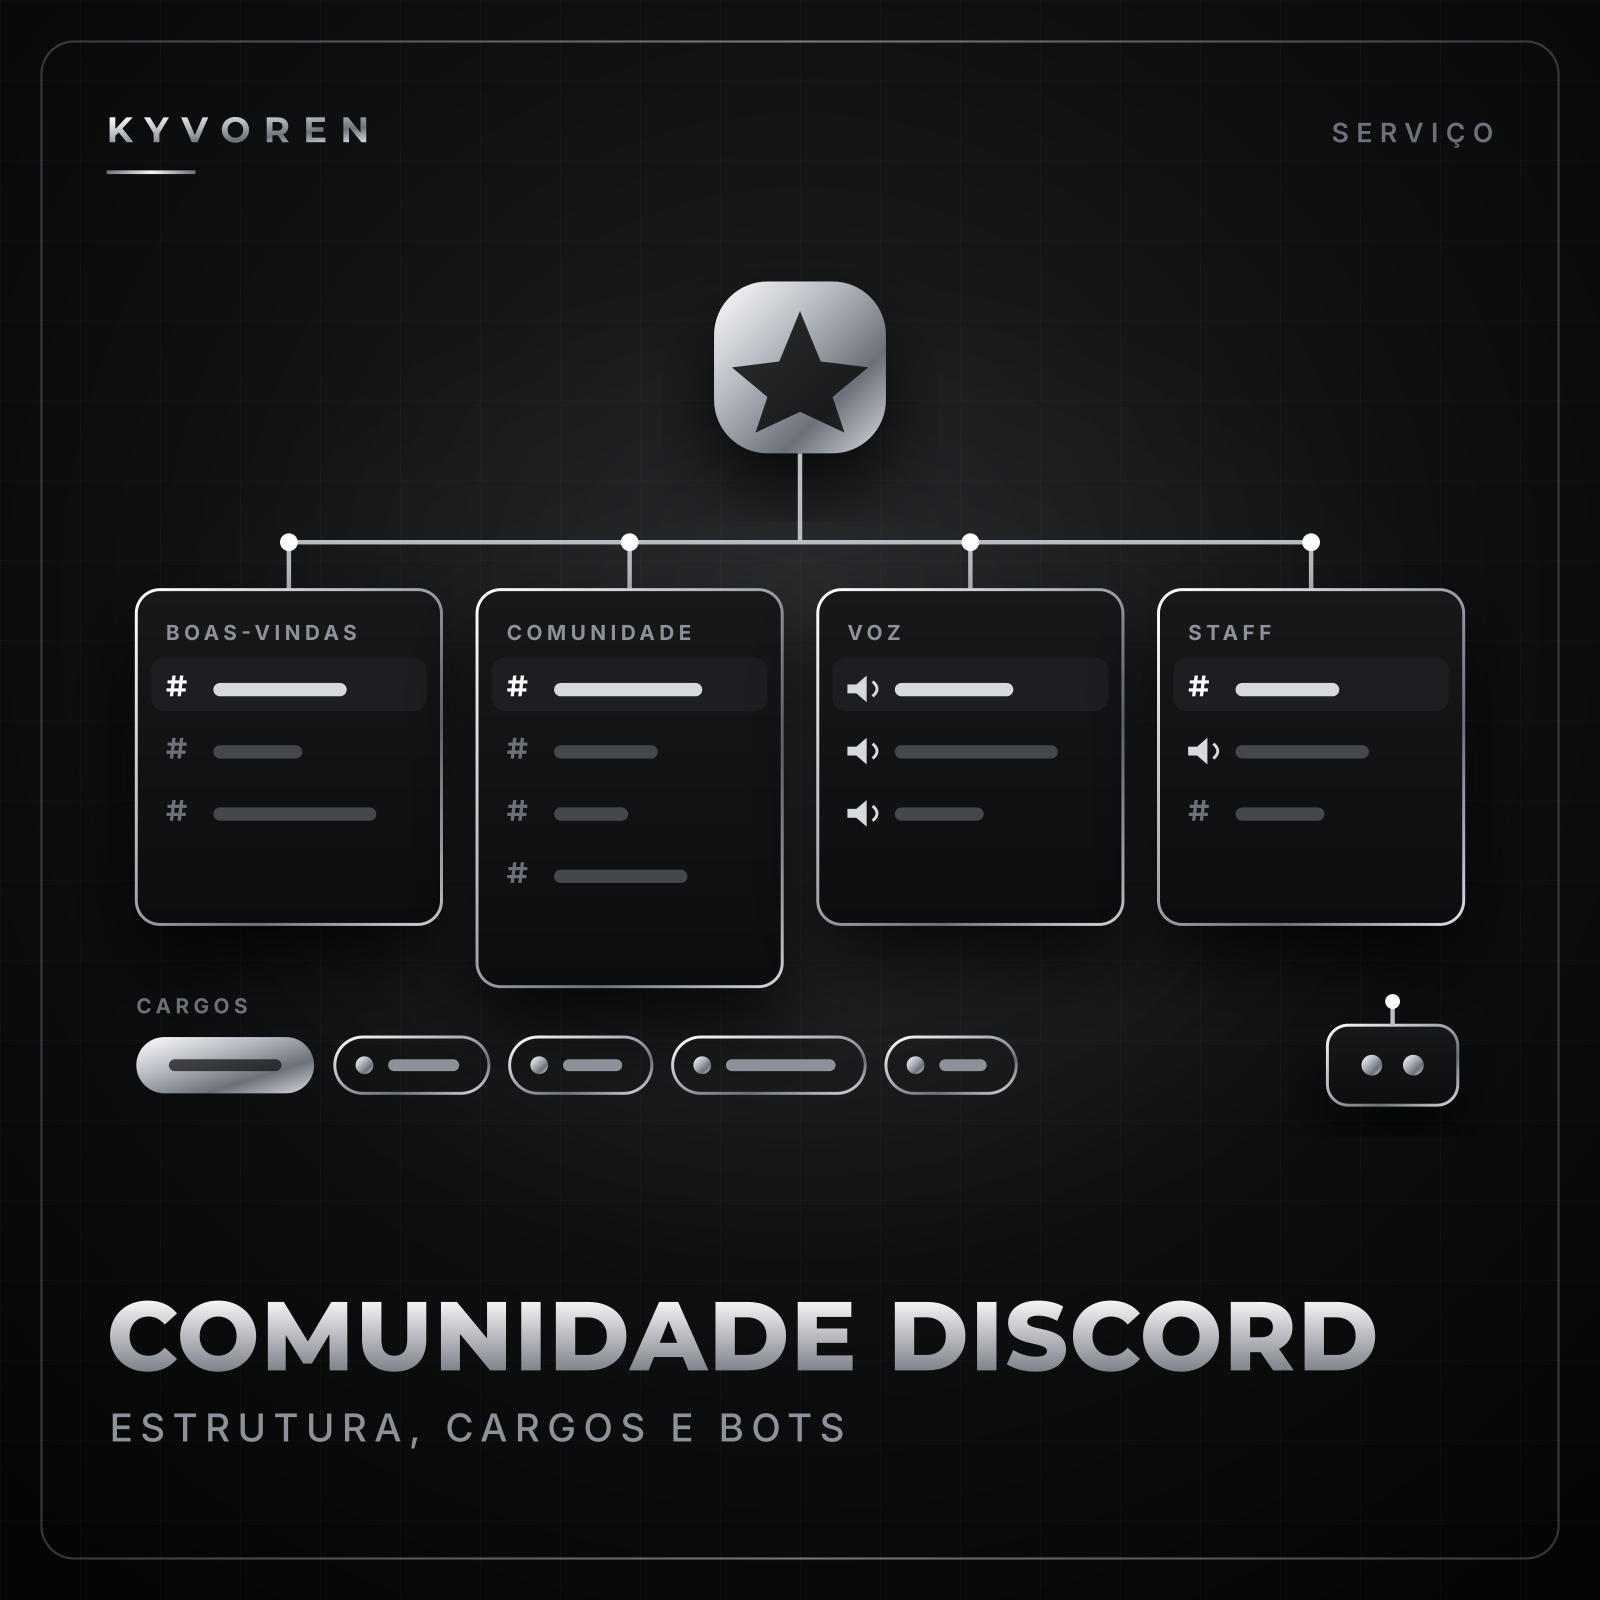 KYVOREN
SERVIÇO
BOAS-VINDAS
#
#
#
COMUNIDADE
#
#
#
#
VOZ
STAFF
#
#
CARGOS
COMUNIDADE DISCORD
ESTRUTURA, CARGOS E BOTS